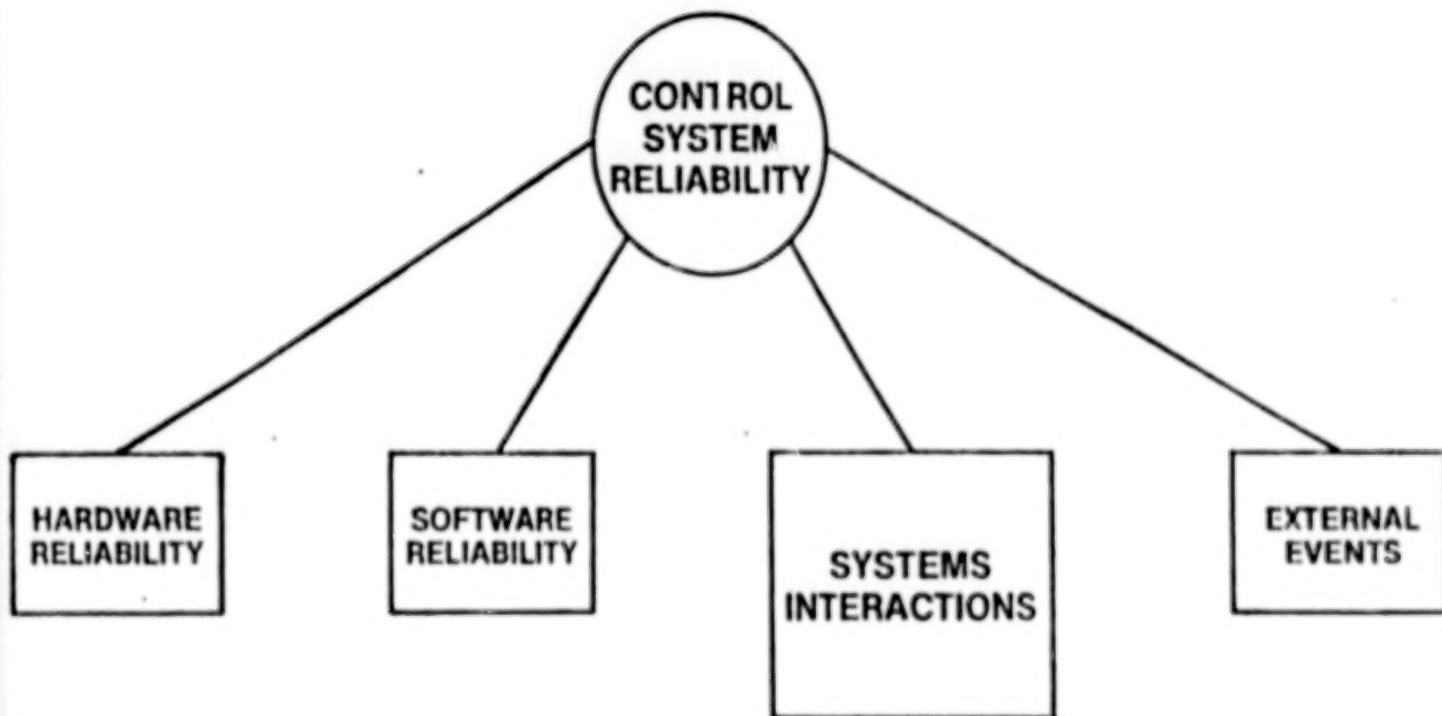 CONTROL
SYSTEM
RELIABILITY
HARDWARE
RELIABILITY
SOFTWARE
RELIABILITY
SYSTEMS
INTERACTIONS
EXTERNAL
EVENTS